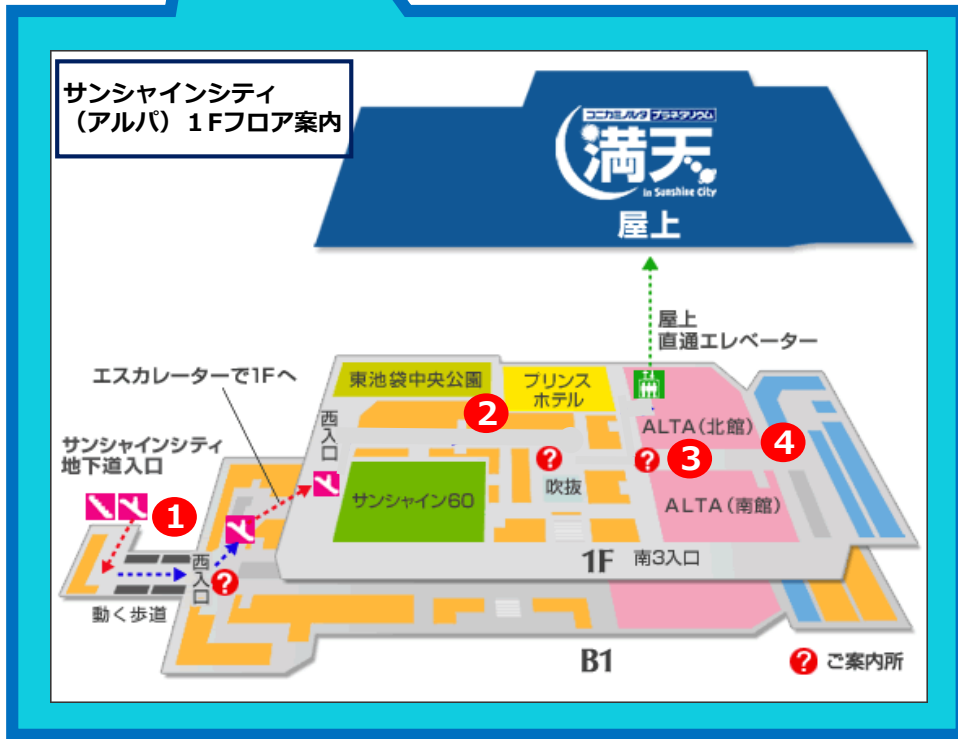 サンシャインシティ
（アルパ）１Fフロア案内
コニカミノルタ プラネタリウム
満天
in Sunshine City
屋上
屋上
直通エレベーター
エスカレーターで1Fへ
東池袋中央公園
プリンス
ホテル
西入口
2
ALTA(北館)
4
サンシャインシティ
地下道入口
?
?
3
サンシャイン60
吹抜
ALTA(南館)
1
1F
南3入口
西入口
?
動く歩道
B1
? ご案内所